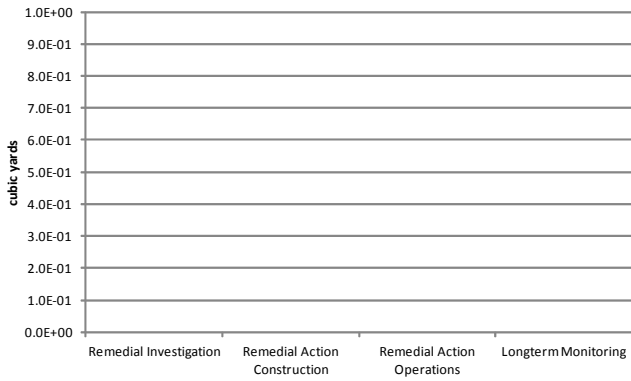 1.0E+00
9.0E-01
8.0E-01
7.0E-01
6.0E-01
5.0E-01
4.0E-01
3.0E-01
2.0E-01
1.0E-01
0.0E+00
cubic yards
Remedial Investigation
Remedial Action
Construction
Remedial Action
Operations
Longterm Monitoring